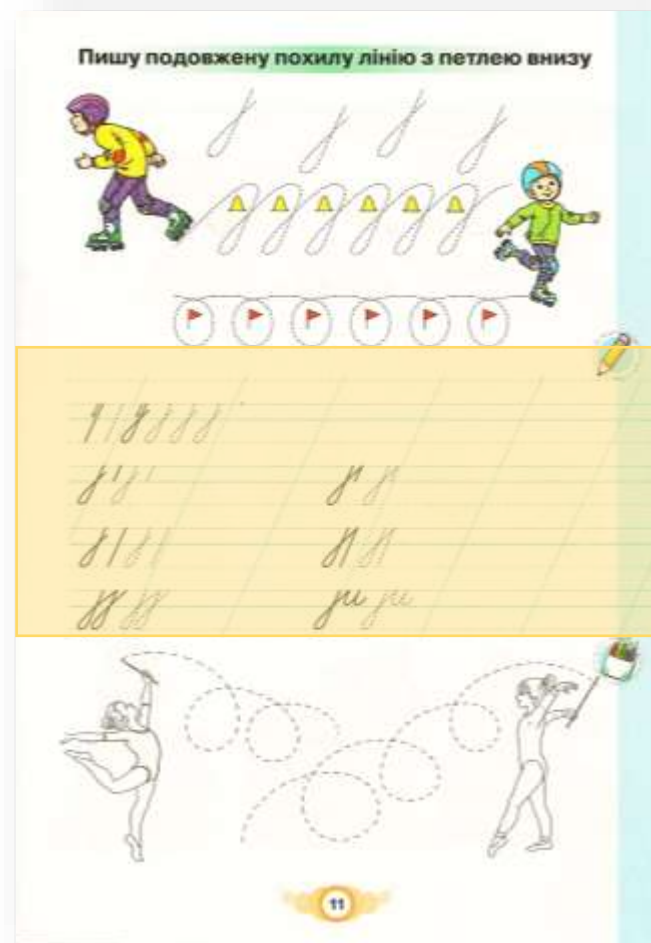 Пишу подовжену похилу лінію з петлею внизу
11